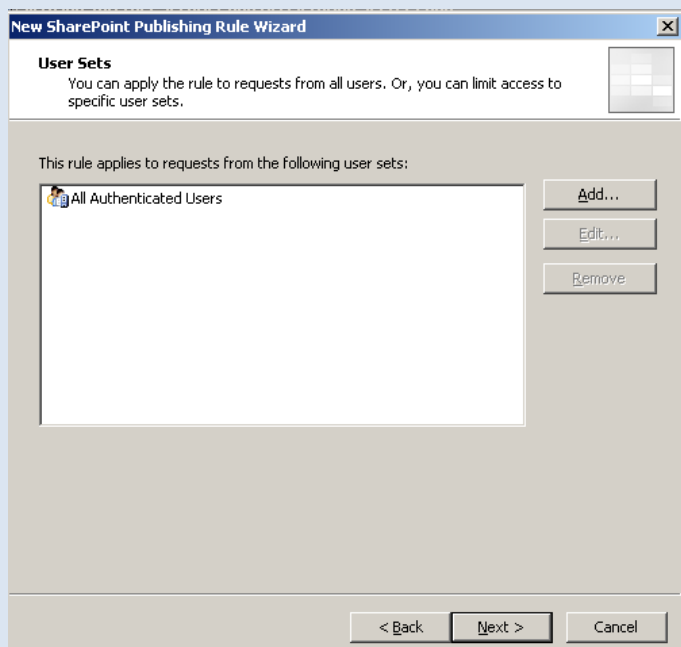 New SharePoint Publishing Rule Wizard
User Sets
You can apply the rule to requests from all users. Or, you can limit access to
specific user sets.
This rule applies to requests from the following user sets:
All Authenticated Users
Add...
Edit...
Remove
< Back
Next >
Cancel